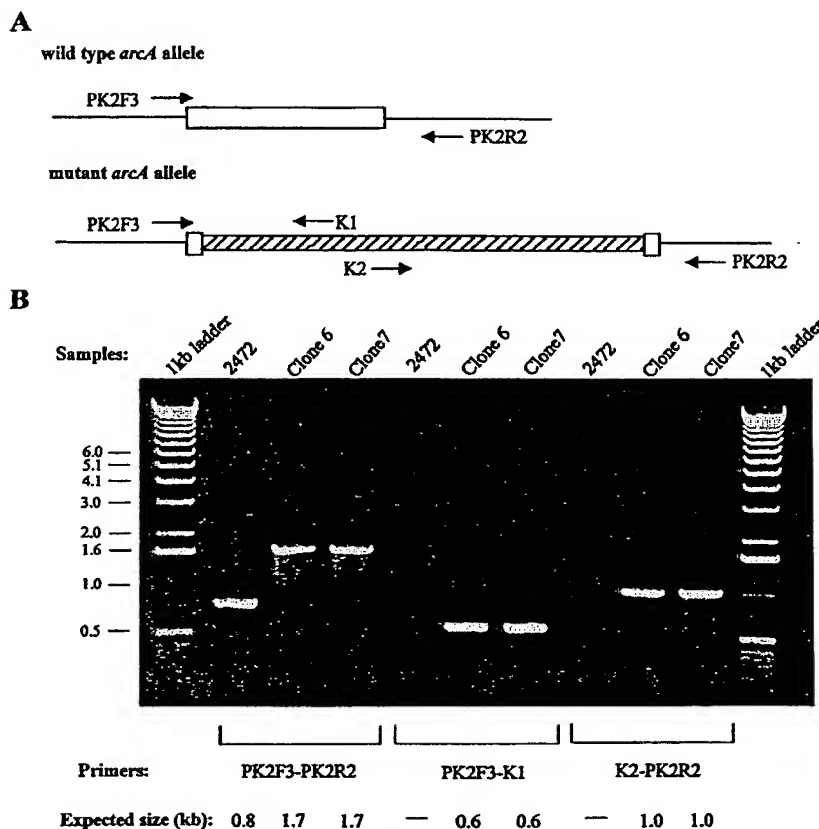 A
wild type arcA allele
PK2F3
PK2R2
mutant arcA allele
PK2F3
K1
K2
PK2R2
B
Samples: 1kb ladder 2472 Clone 6 Clone7 2472 Clone 6 Clone7 2472 Clone 6 Clone7 1kb ladder
6.0
5.1
4.1
3.0
2.0
1.6
1.0
0.5
Primers: PK2F3-PK2R2 PK2F3-K1 K2-PK2R2
Expected size (kb): 0.8 1.7 1.7 — 0.6 0.6 — 1.0 1.0